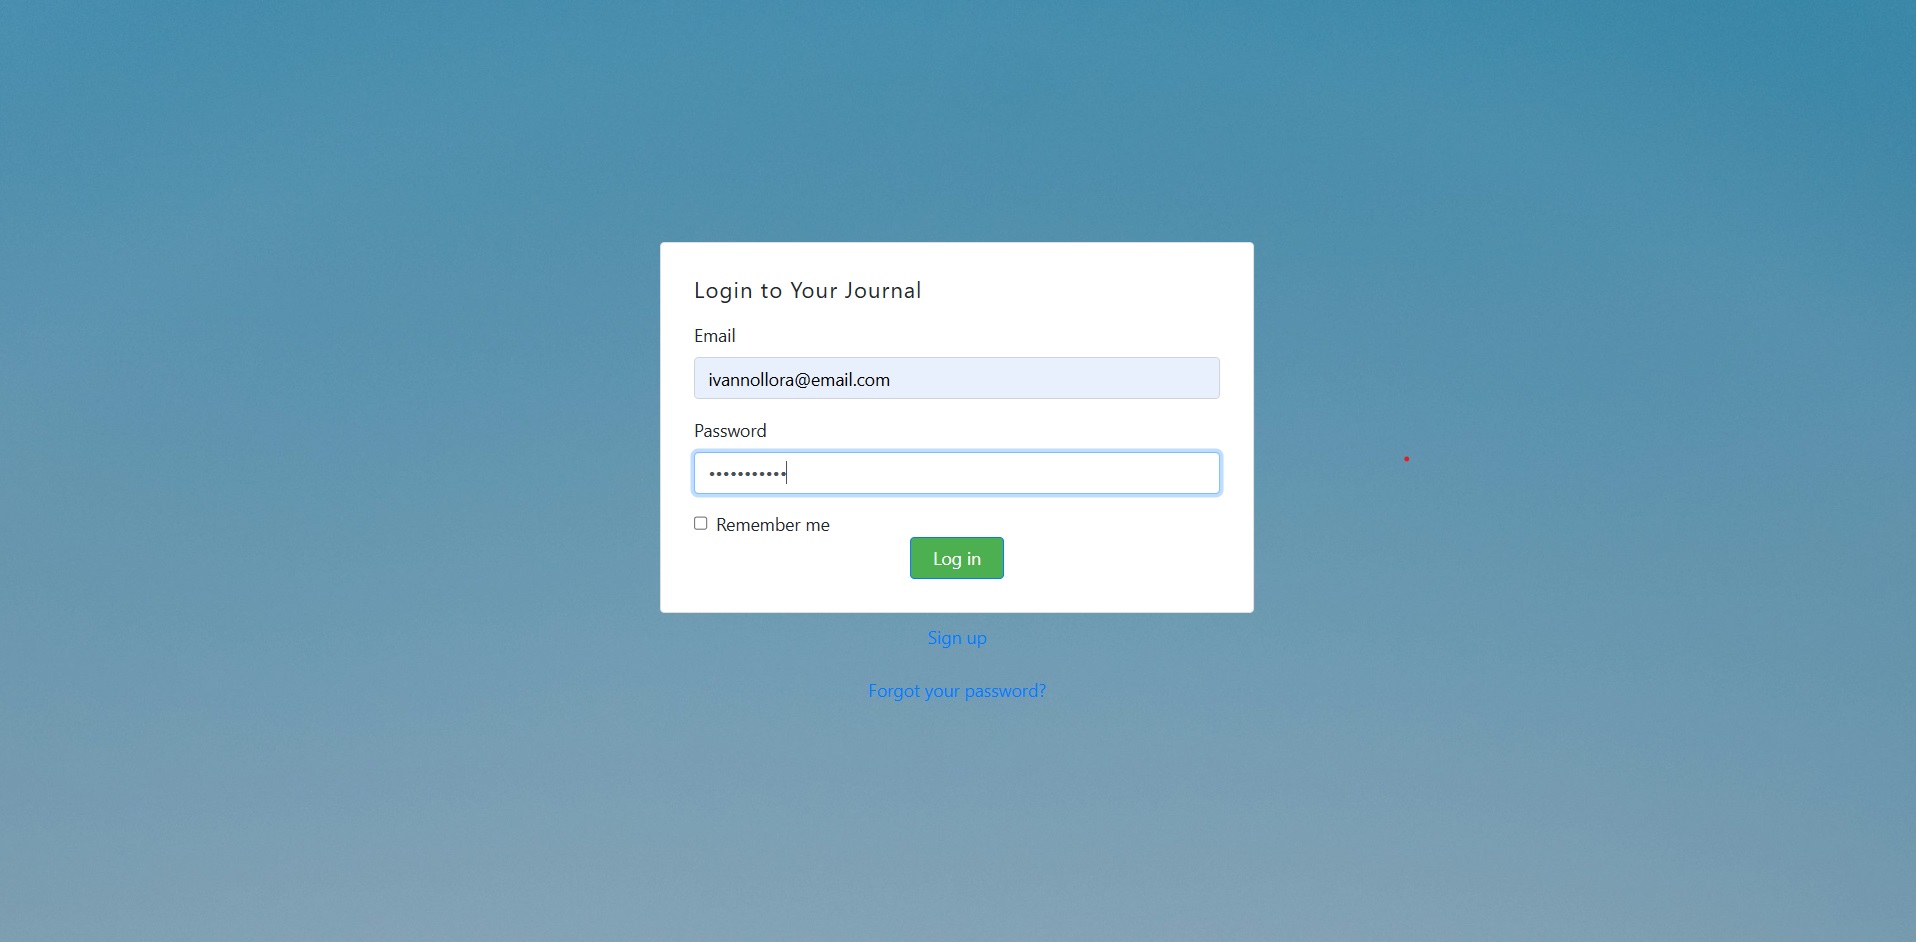 Login to Your Journal
Email
ivannollora@email.com
Password
•••••••••••
Remember me
Log in
Sign up
Forgot your password?